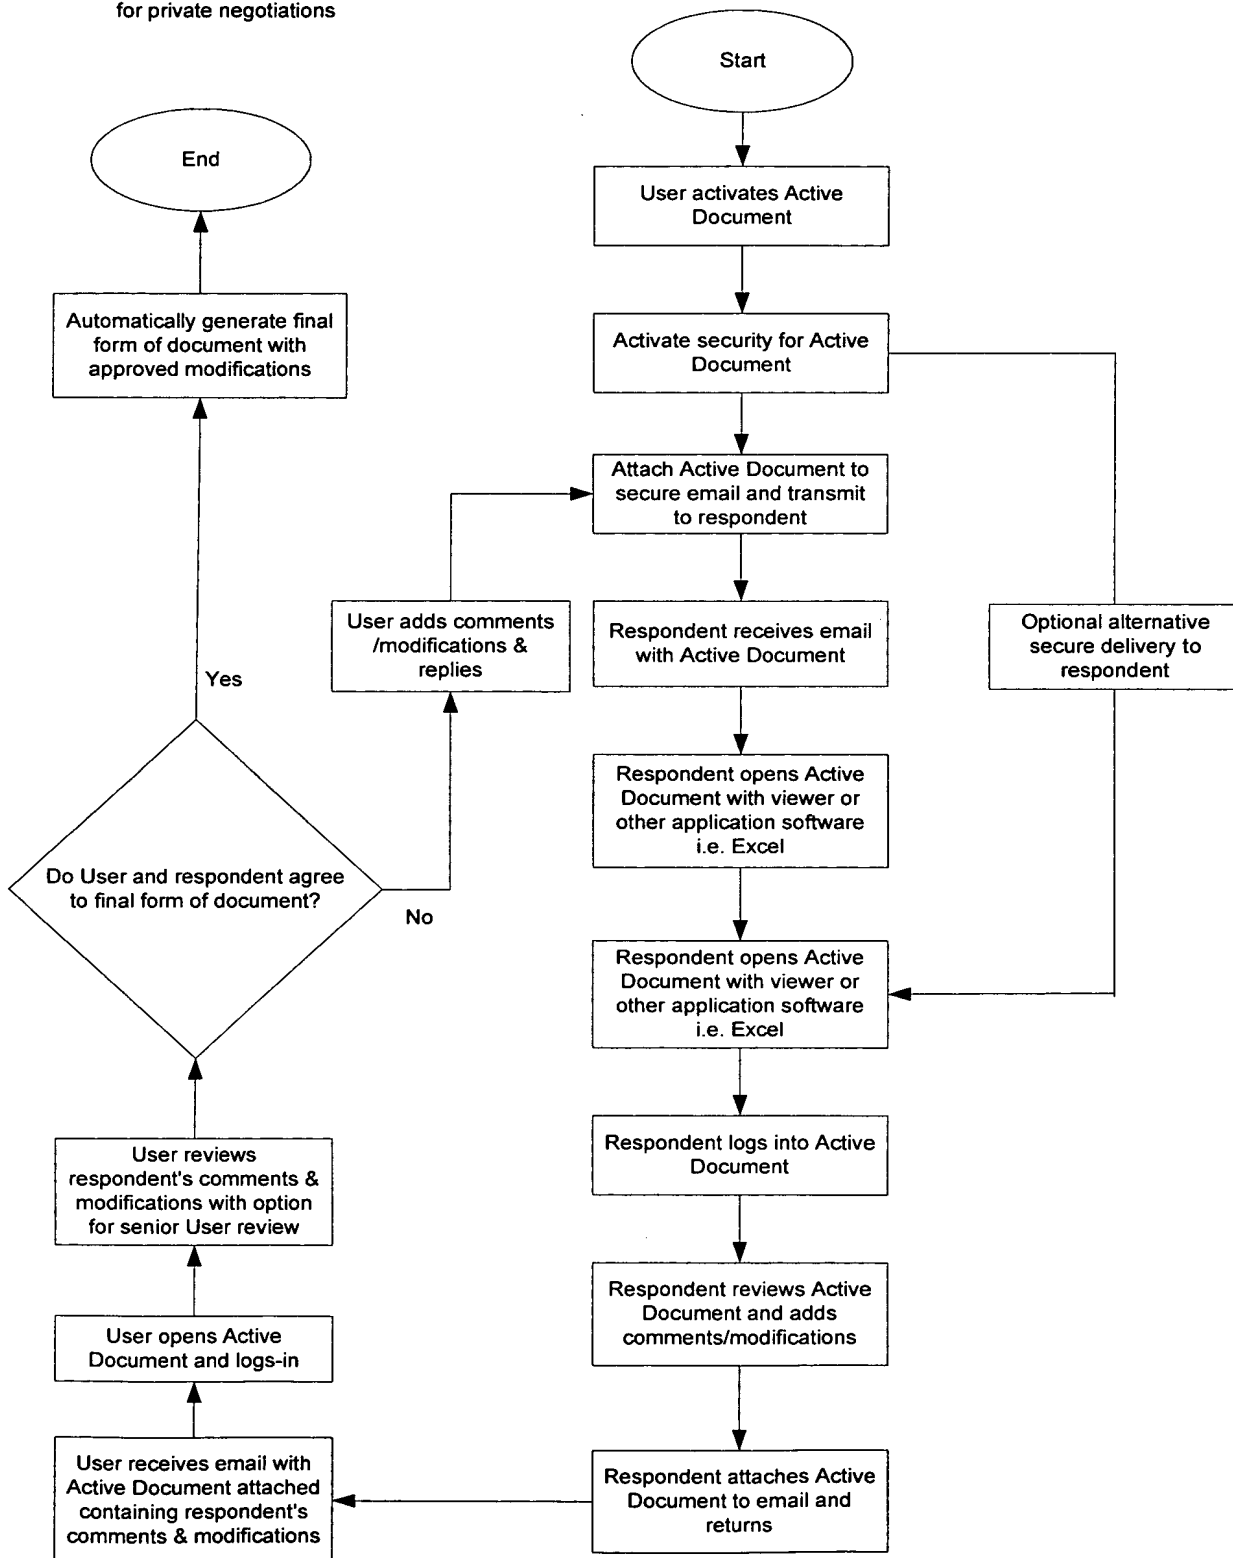 for private negotiations
Start
End
User activates Active
Document
Automatically generate final
form of document with
approved modifications
Activate security for Active
Document
Attach Active Document to
secure email and transmit
to respondent
User adds comments
/modifications &
replies
Respondent receives email
with Active Document
Optional alternative
secure delivery to
respondent
Yes
Respondent opens Active
Document with viewer or
other application software
i.e. Excel
Do User and respondent agree
to final form of document?
No
Respondent opens Active
Document with viewer or
other application software
i.e. Excel
Respondent logs into Active
Document
User reviews
respondent's comments &
modifications with option
for senior User review
Respondent reviews Active
Document and adds
comments/modifications
User opens Active
Document and logs-in
User receives email with
Active Document attached
containing respondent's
comments & modifications
Respondent attaches Active
Document to email and
returns